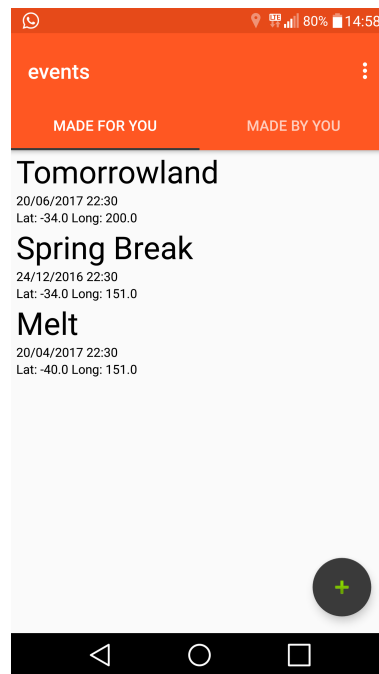 LTE 80% 14:58
events
MADE FOR YOU MADE BY YOU
Tomorrowland
20/06/2017 22:30
Lat: -34.0 Long: 200.0
Spring Break
24/12/2016 22:30
Lat: -34.0 Long: 151.0
Melt
20/04/2017 22:30
Lat: -40.0 Long: 151.0